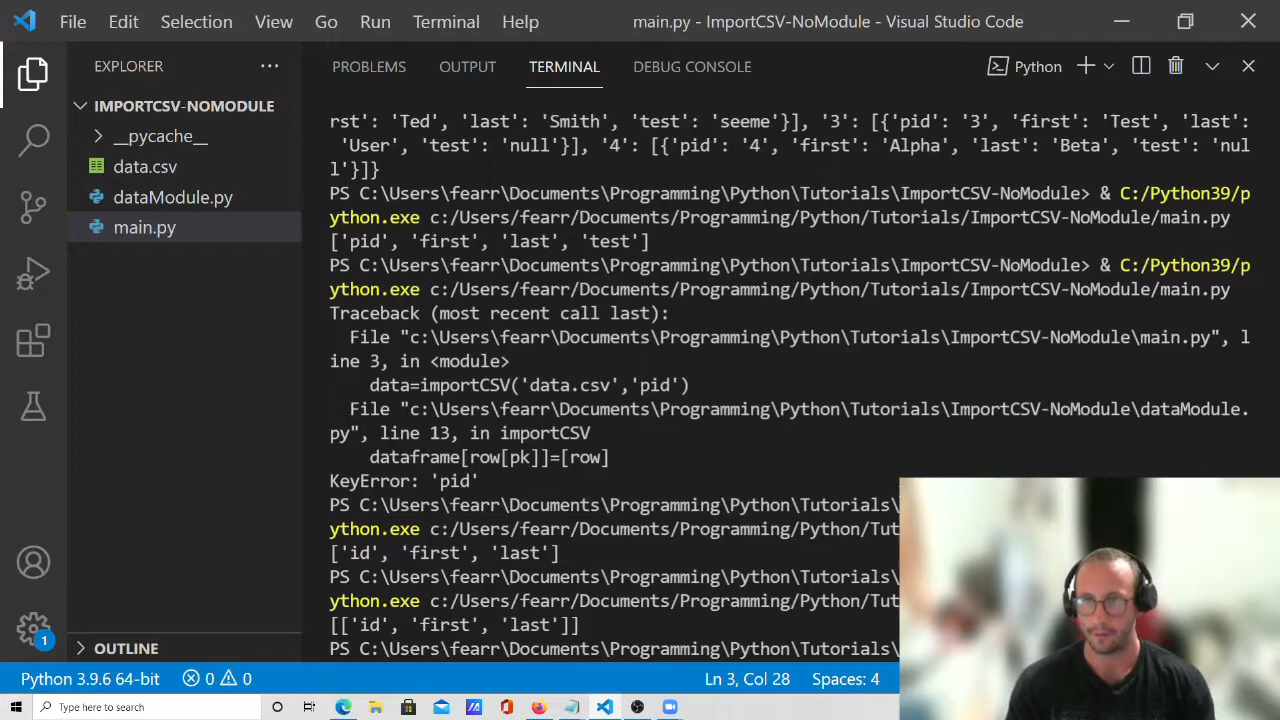 File Edit Selection View Go Run Terminal Help main.py - ImportCSV-NoModule - Visual Studio Code
EXPLORER
IMPORTCSV-NOMODULE
__pycache__
data.csv
dataModule.py
main.py
OUTLINE
PROBLEMS OUTPUT TERMINAL DEBUG CONSOLE Python
rst': 'Ted', 'last': 'Smith', 'test': 'seeme'}], '3': [{'pid': '3', 'first': 'Test', 'last':
'User', 'test': 'null'}], '4': [{'pid': '4', 'first': 'Alpha', 'last': 'Beta', 'test': 'nul
l'}]}
PS C:\Users\fearr\Documents\Programming\Python\Tutorials\ImportCSV-NoModule> & C:/Python39/p
ython.exe c:/Users/fearr/Documents/Programming/Python/Tutorials/ImportCSV-NoModule/main.py
['pid', 'first', 'last', 'test']
PS C:\Users\fearr\Documents\Programming\Python\Tutorials\ImportCSV-NoModule> & C:/Python39/p
ython.exe c:/Users/fearr/Documents/Programming/Python/Tutorials/ImportCSV-NoModule/main.py
Traceback (most recent call last):
File "c:\Users\fearr\Documents\Programming\Python\Tutorials\ImportCSV-NoModule\main.py", l
ine 3, in <module>
data=importCSV('data.csv','pid')
File "c:\Users\fearr\Documents\Programming\Python\Tutorials\ImportCSV-NoModule\dataModule.
py", line 13, in importCSV
dataframe[row[pk]]=[row]
KeyError: 'pid'
PS C:\Users\fearr\Documents\Programming\Python\Tutorials\
ython.exe c:/Users/fearr/Documents/Programming/Python/Tut
['id', 'first', 'last']
PS C:\Users\fearr\Documents\Programming\Python\Tutorials\
ython.exe c:/Users/fearr/Documents/Programming/Python/Tut
[['id', 'first', 'last']]
PS C:\Users\fearr\Documents\Programming\Python\Tutorials\
1
Python 3.9.6 64-bit 0 0 Ln 3, Col 28 Spaces: 4
Type here to search